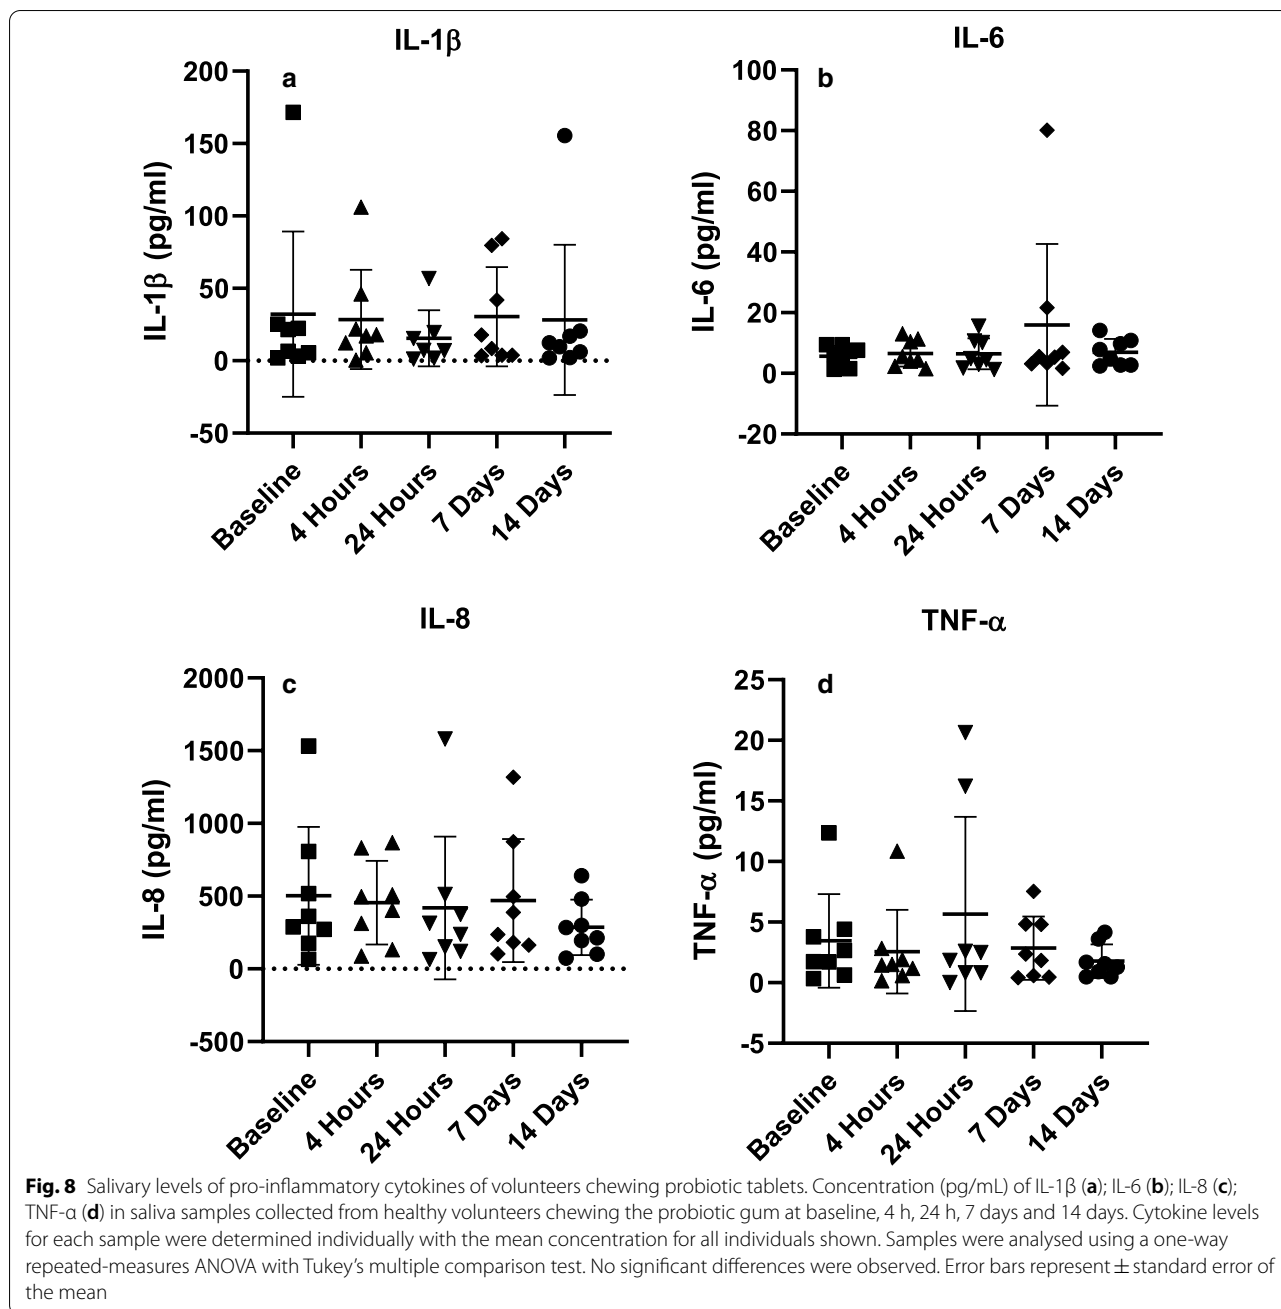 IL-1β
a
200
150
100
50
0
-50
IL-1β (pg/ml)
Baseline
4 Hours
24 Hours
7 Days
14 Days
IL-6
b
100
80
60
40
20
0
-20
IL-6 (pg/ml)
Baseline
4 Hours
24 Hours
7 Days
14 Days
IL-8
c
2000
1500
1000
500
0
-500
IL-8 (pg/ml)
Baseline
4 Hours
24 Hours
7 Days
14 Days
TNF-α
d
25
20
15
10
5
0
-5
TNF-α (pg/ml)
Baseline
4 Hours
24 Hours
7 Days
14 Days
Fig. 8 Salivary levels of pro-inflammatory cytokines of volunteers chewing probiotic tablets. Concentration (pg/mL) of IL-1β (a); IL-6 (b); IL-8 (c);
TNF-α (d) in saliva samples collected from healthy volunteers chewing the probiotic gum at baseline, 4 h, 24 h, 7 days and 14 days. Cytokine levels
for each sample were determined individually with the mean concentration for all individuals shown. Samples were analysed using a one-way
repeated-measures ANOVA with Tukey's multiple comparison test. No significant differences were observed. Error bars represent ± standard error of
the mean